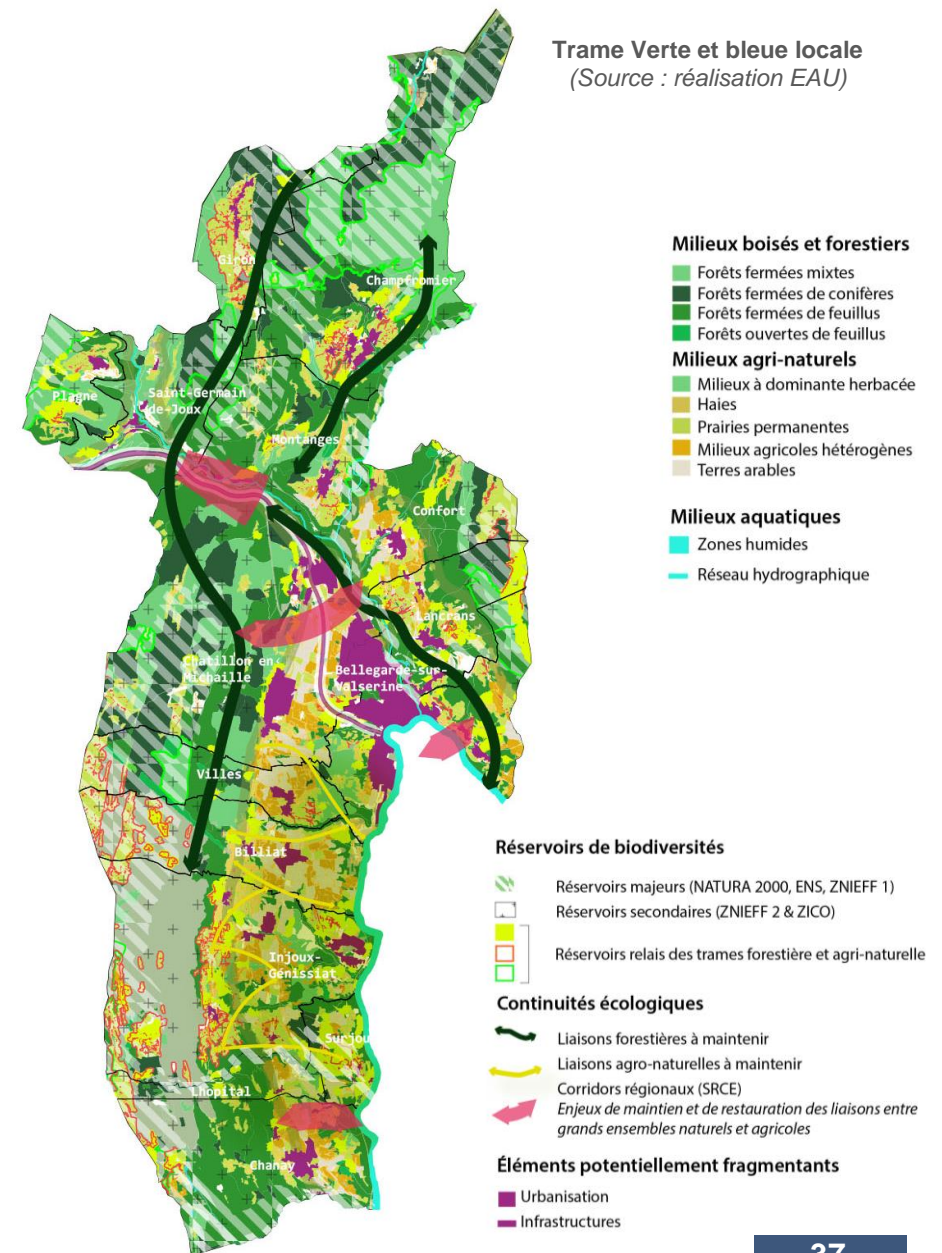 Trame Verte et bleue locale
(Source : réalisation EAU)
Giron
Champfromier
Plagne
Saint-Germain
-de-Joux
Montanges
Confort
Lancrans
Chatillon en
Michaille
Bellegarde-sur-
Valserine
Villes
Billiat
Injoux-
Génissiat
Surjou
Lhopital
Chanay
Milieux boisés et forestiers
Forêts fermées mixtes
Forêts fermées de conifères
Forêts fermées de feuillus
Forêts ouvertes de feuillus
Milieux agri-naturels
Milieux à dominante herbacée
Haies
Prairies permanentes
Milieux agricoles hétérogènes
Terres arables
Milieux aquatiques
Zones humides
Réseau hydrographique
Réservoirs de biodiversités
Réservoirs majeurs (NATURA 2000, ENS, ZNIEFF 1)
Réservoirs secondaires (ZNIEFF 2 & ZICO)
Réservoirs relais des trames forestière et agri-naturelle
Continuités écologiques
Liaisons forestières à maintenir
Liaisons agro-naturelles à maintenir
Corridors régionaux (SRCE)
Enjeux de maintien et de restauration des liaisons entre
grands ensembles naturels et agricoles
Éléments potentiellement fragmentants
Urbanisation
Infrastructures
37